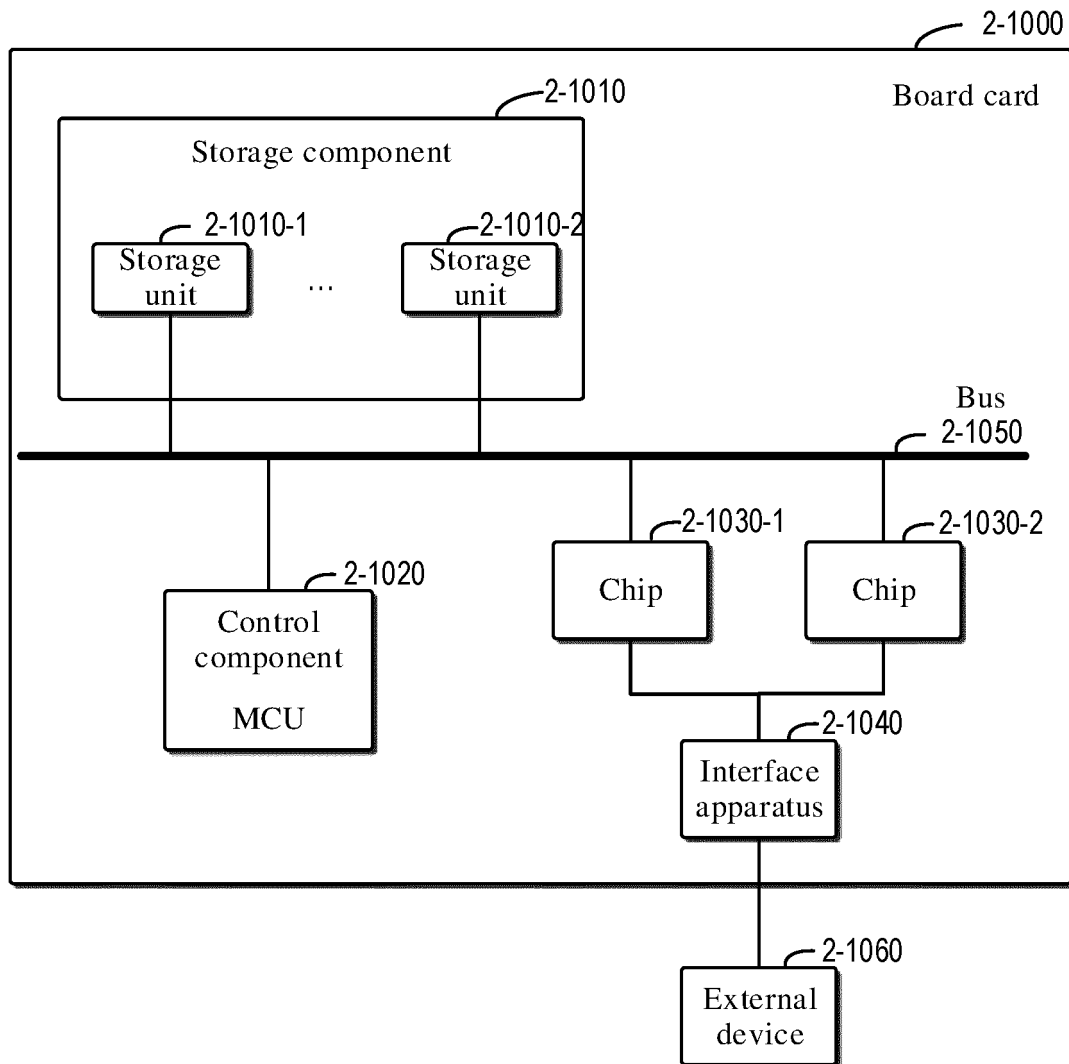 2-1000
Board card
2-1010
Storage component
2-1010-1
2-1010-2
Storage
unit
...
Storage
unit
Bus
2-1050
2-1030-1
2-1030-2
Chip
Chip
2-1020
Control
component
MCU
2-1040
Interface
apparatus
2-1060
External
device